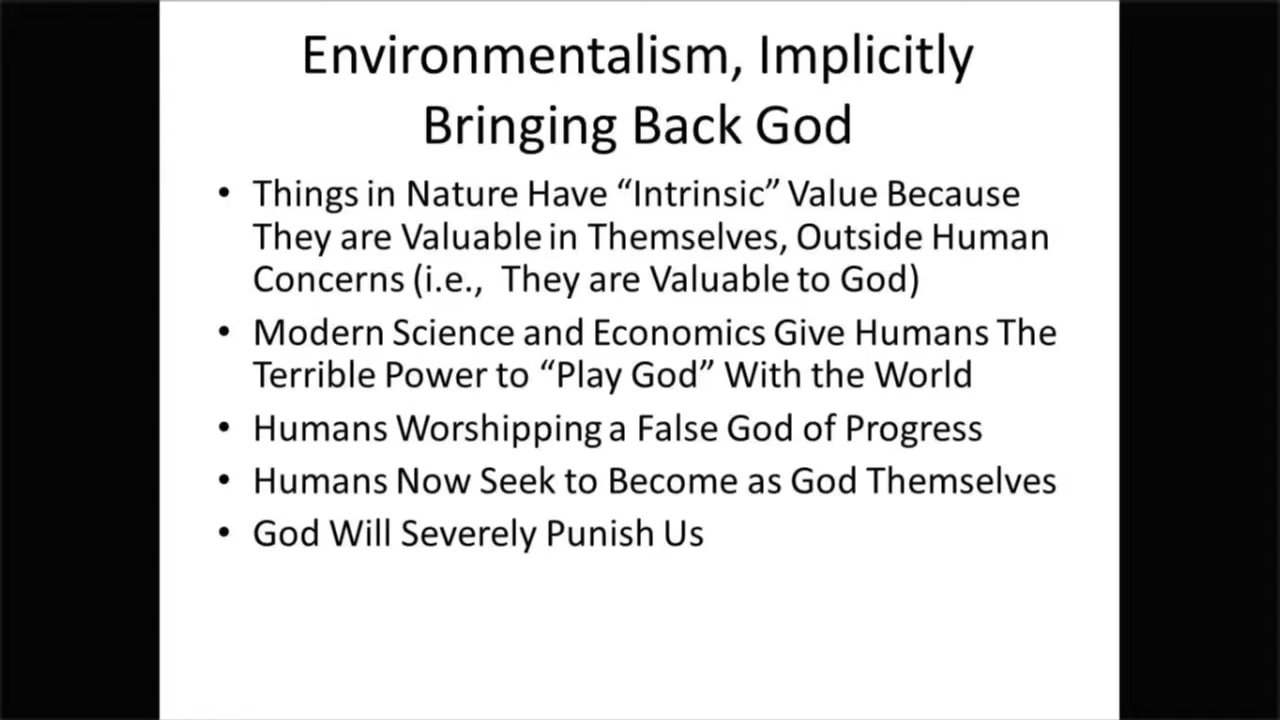 Environmentalism, Implicitly
Bringing Back God
• Things in Nature Have “Intrinsic” Value Because
They are Valuable in Themselves, Outside Human
Concerns (i.e., They are Valuable to God)
• Modern Science and Economics Give Humans The
Terrible Power to “Play God” With the World
• Humans Worshipping a False God of Progress
• Humans Now Seek to Become as God Themselves
• God Will Severely Punish Us